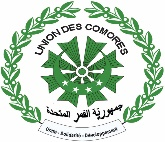 UNION DES COMORES
جمهورية القمر المتحدة
Unité - Solidarité - Développement